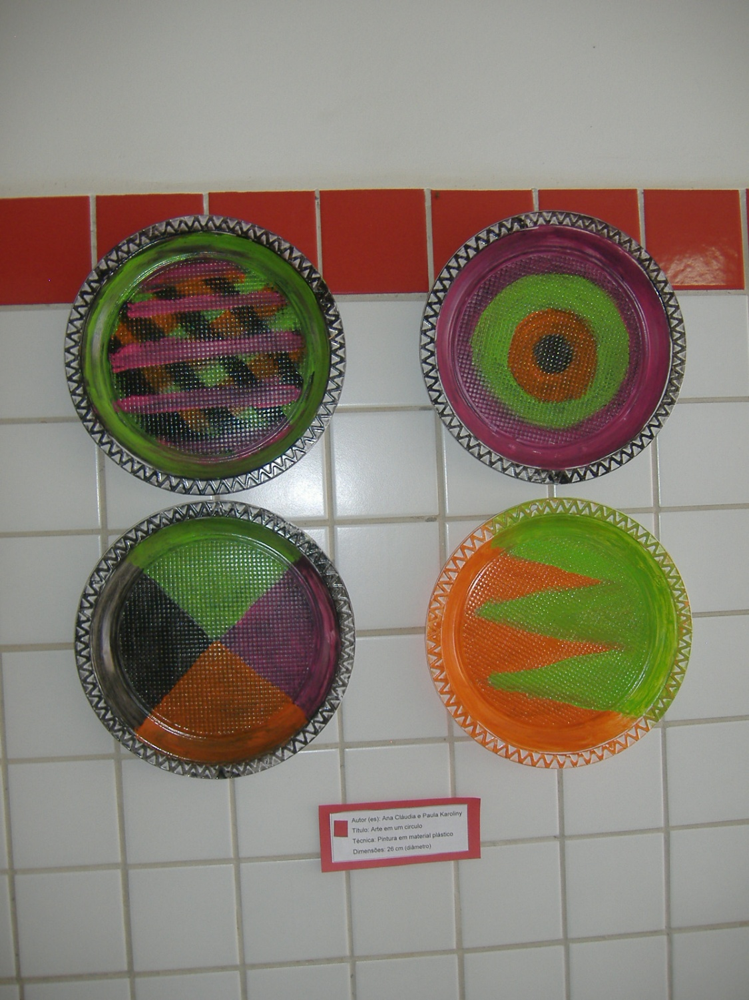 Autor (es): Ana Cláudia e Paula Karoliny
Título: Arte em um circulo
Técnica: Pintura em material plástico
Dimensões: 26 cm (diâmetro)